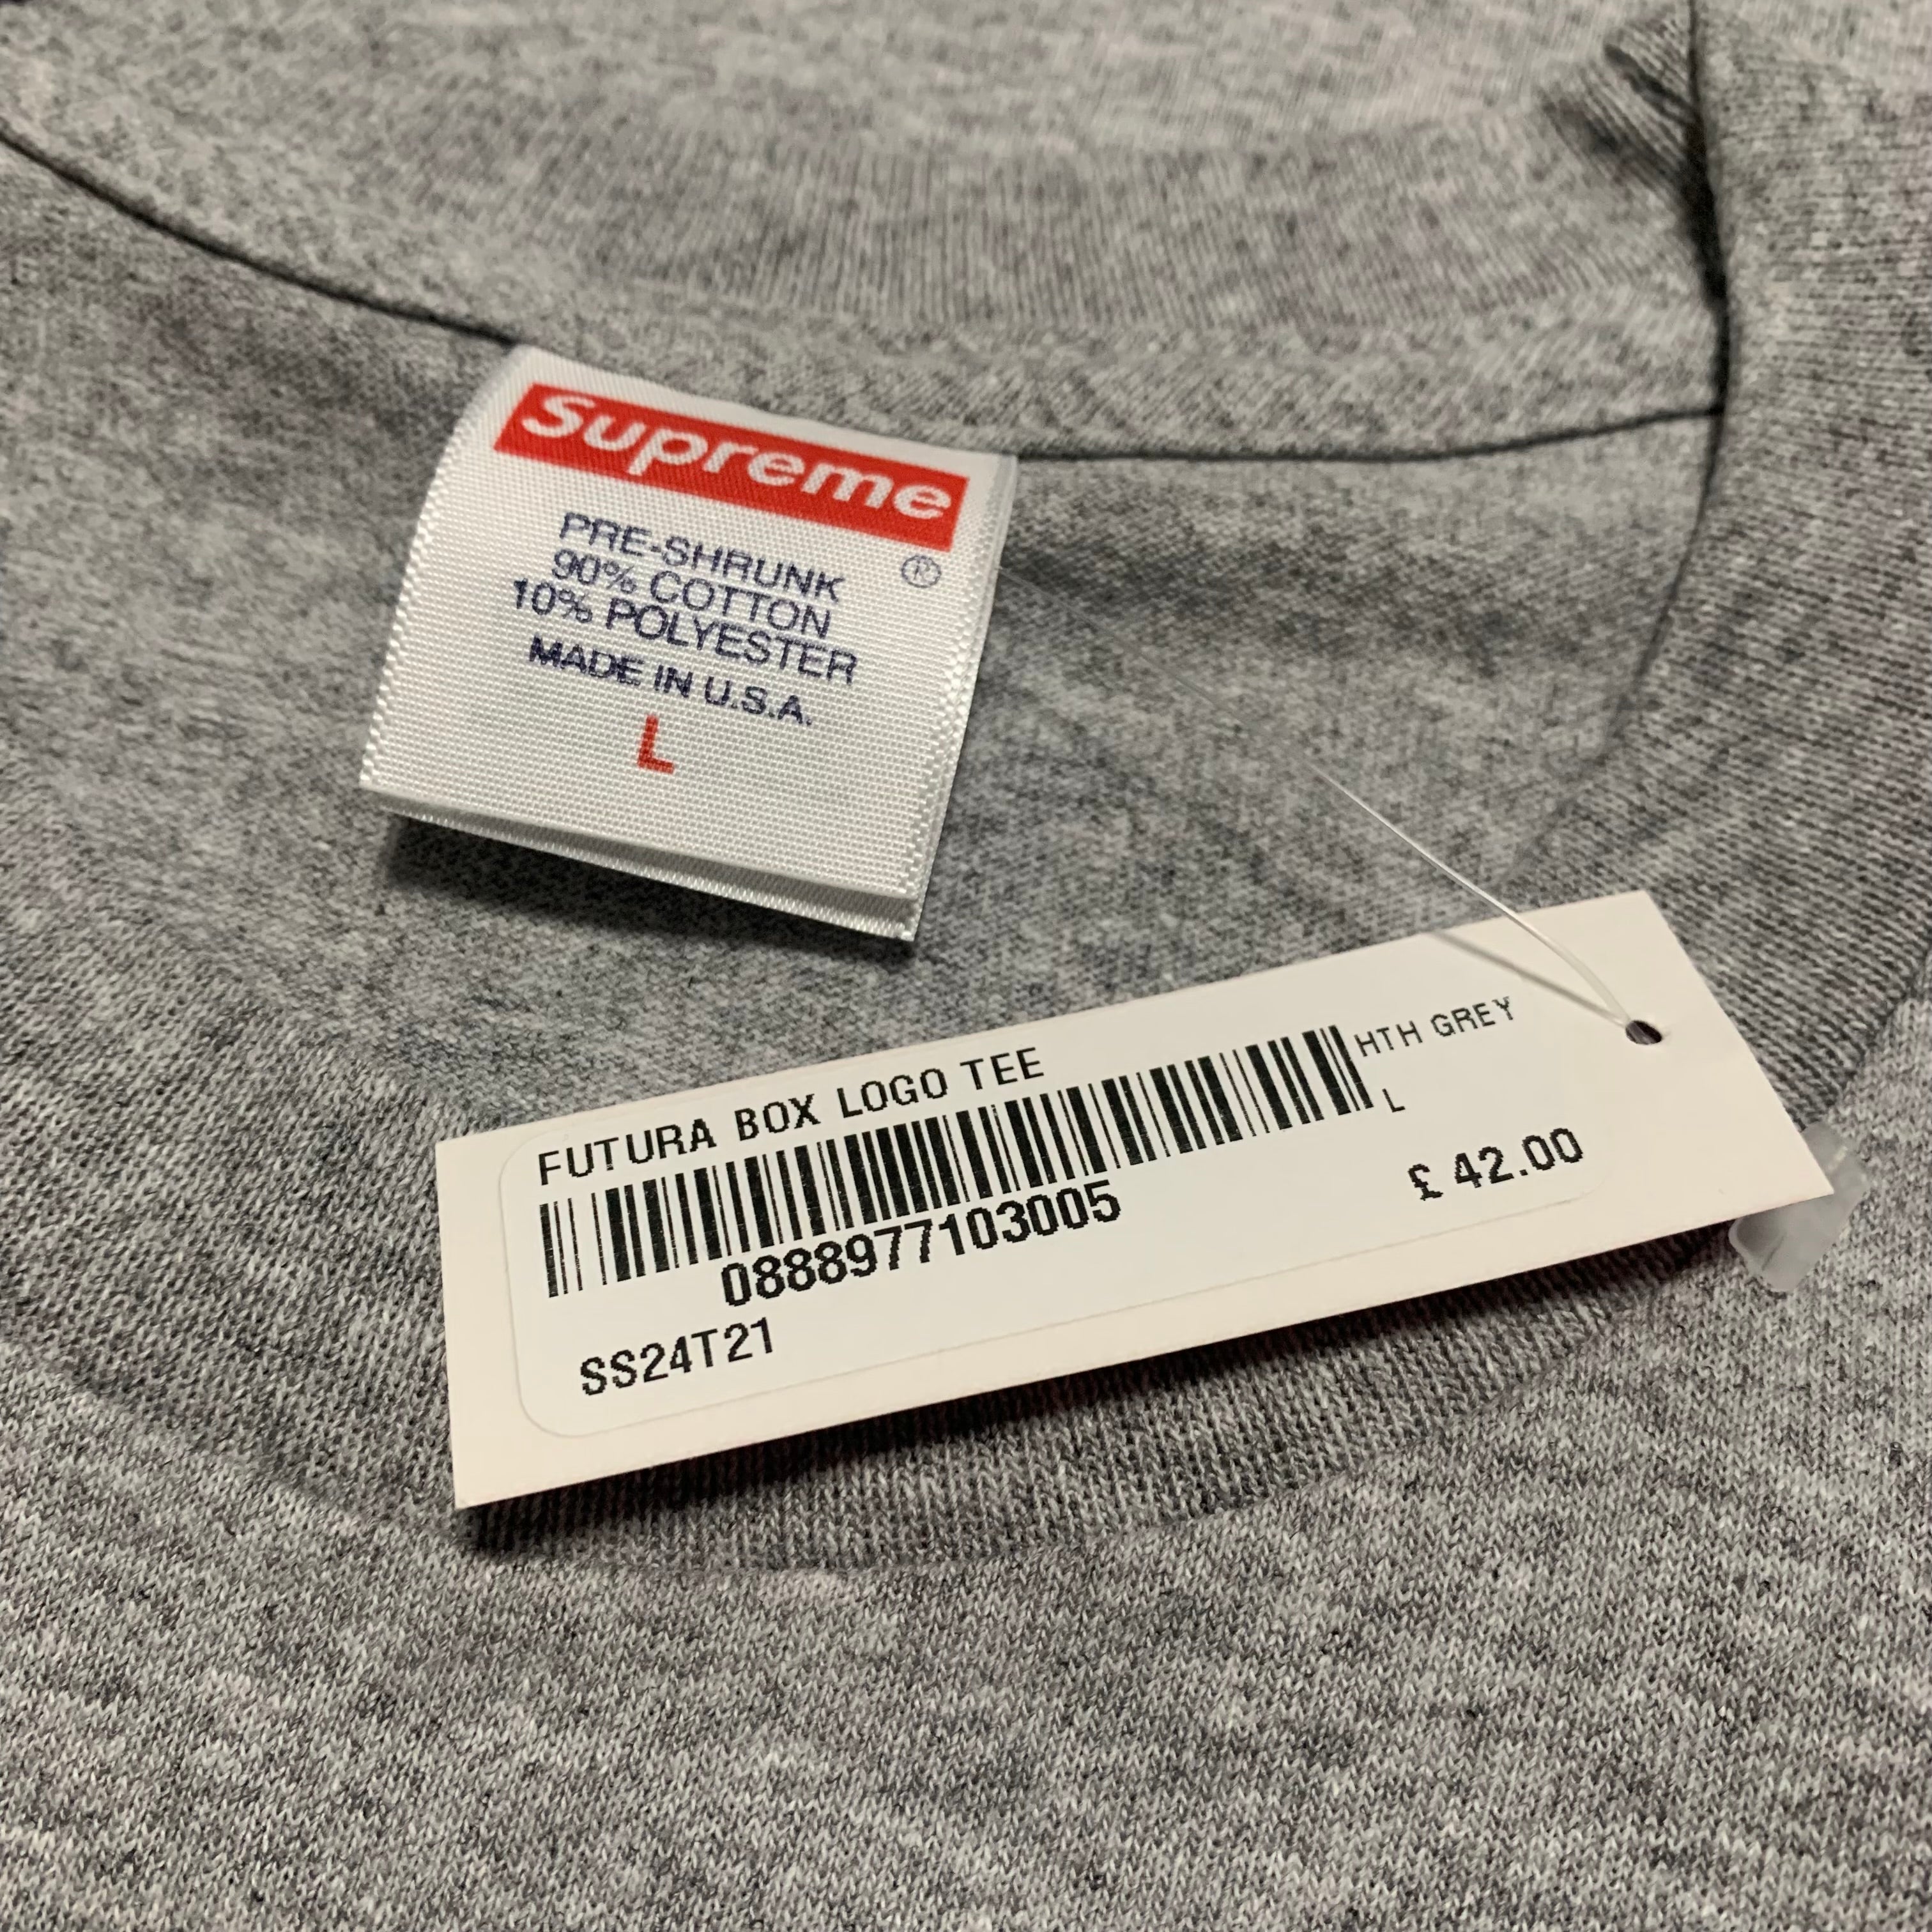 Supreme
®
PRE-SHRUNK
90% COTTON
10% POLYESTER
MADE IN U.S.A.
L
FUTURA BOX LOGO TEE
HTH GREY
L
0888977103005
£ 42.00
SS24T21